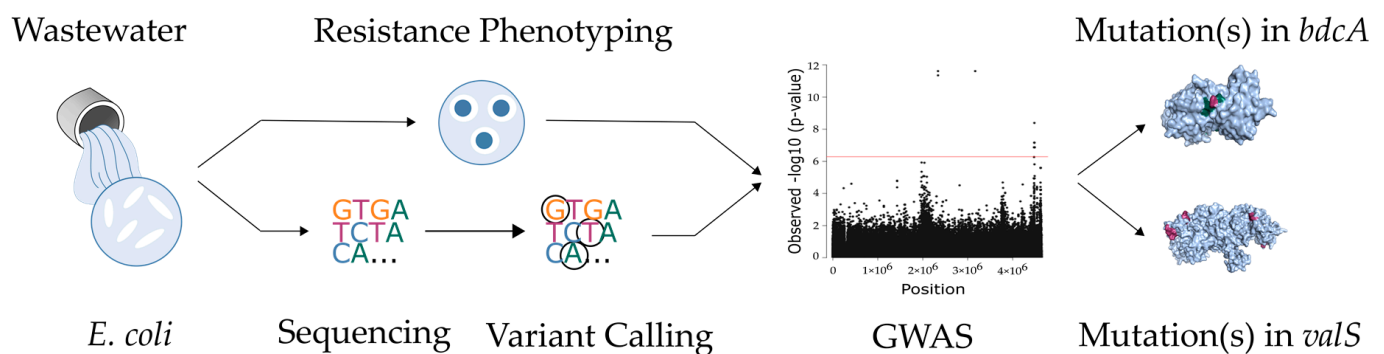 Wastewater
Resistance Phenotyping
Mutation(s) in bdcA
GTGA
TCTA
CA...
GTGA
TCTA
CA...
Observed -log10 (p-value)
12
10
8
6
4
2
0
0
1×10⁶
2×10⁶
3×10⁶
4×10⁶
Position
E. coli
Sequencing
Variant Calling
GWAS
Mutation(s) in valS